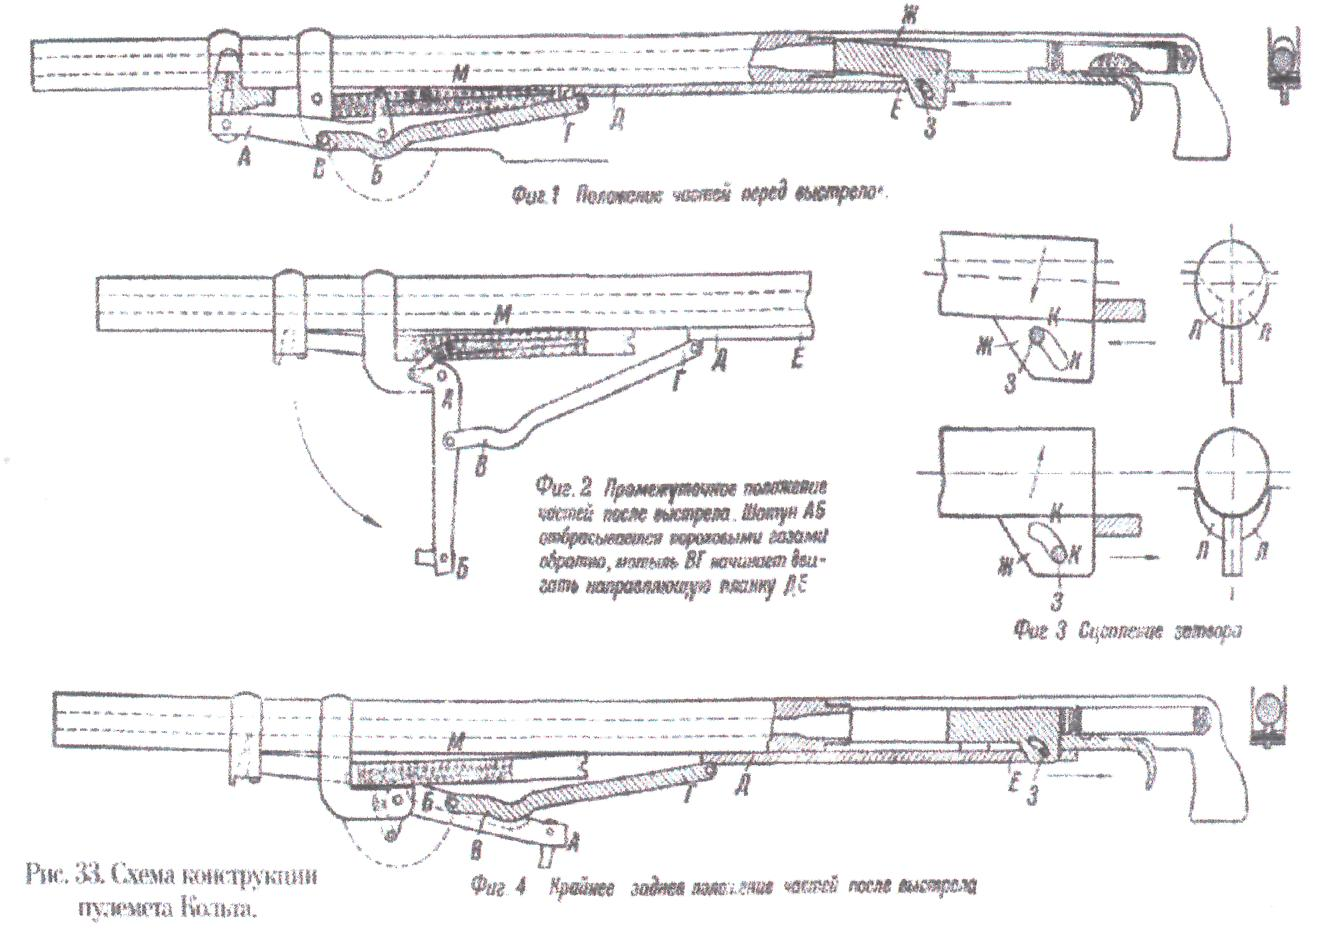 Ж
М
А
В
Б
Г
Д
Е
З
Фиг. 1 Положение частей перед выстрелом.
М
А
В
Г
Д
Е
Б
Фиг. 2 Промежуточное положение
частей после выстрела. Шатун АБ
отбрасывается пороховыми газами
обратно, мотыль ВГ начинает дви-
гать направляющую планку ДЕ
К
Ж
К
З
Л
Л
К
Ж
К
З
Л
Л
Фиг 3 Сцепление затвора
М
Б
В
А
Г
Д
Е
З
Фиг. 4 Крайнее заднее положение частей после выстрела
Рис. 33. Схема конструкции
пулемета Кольта.